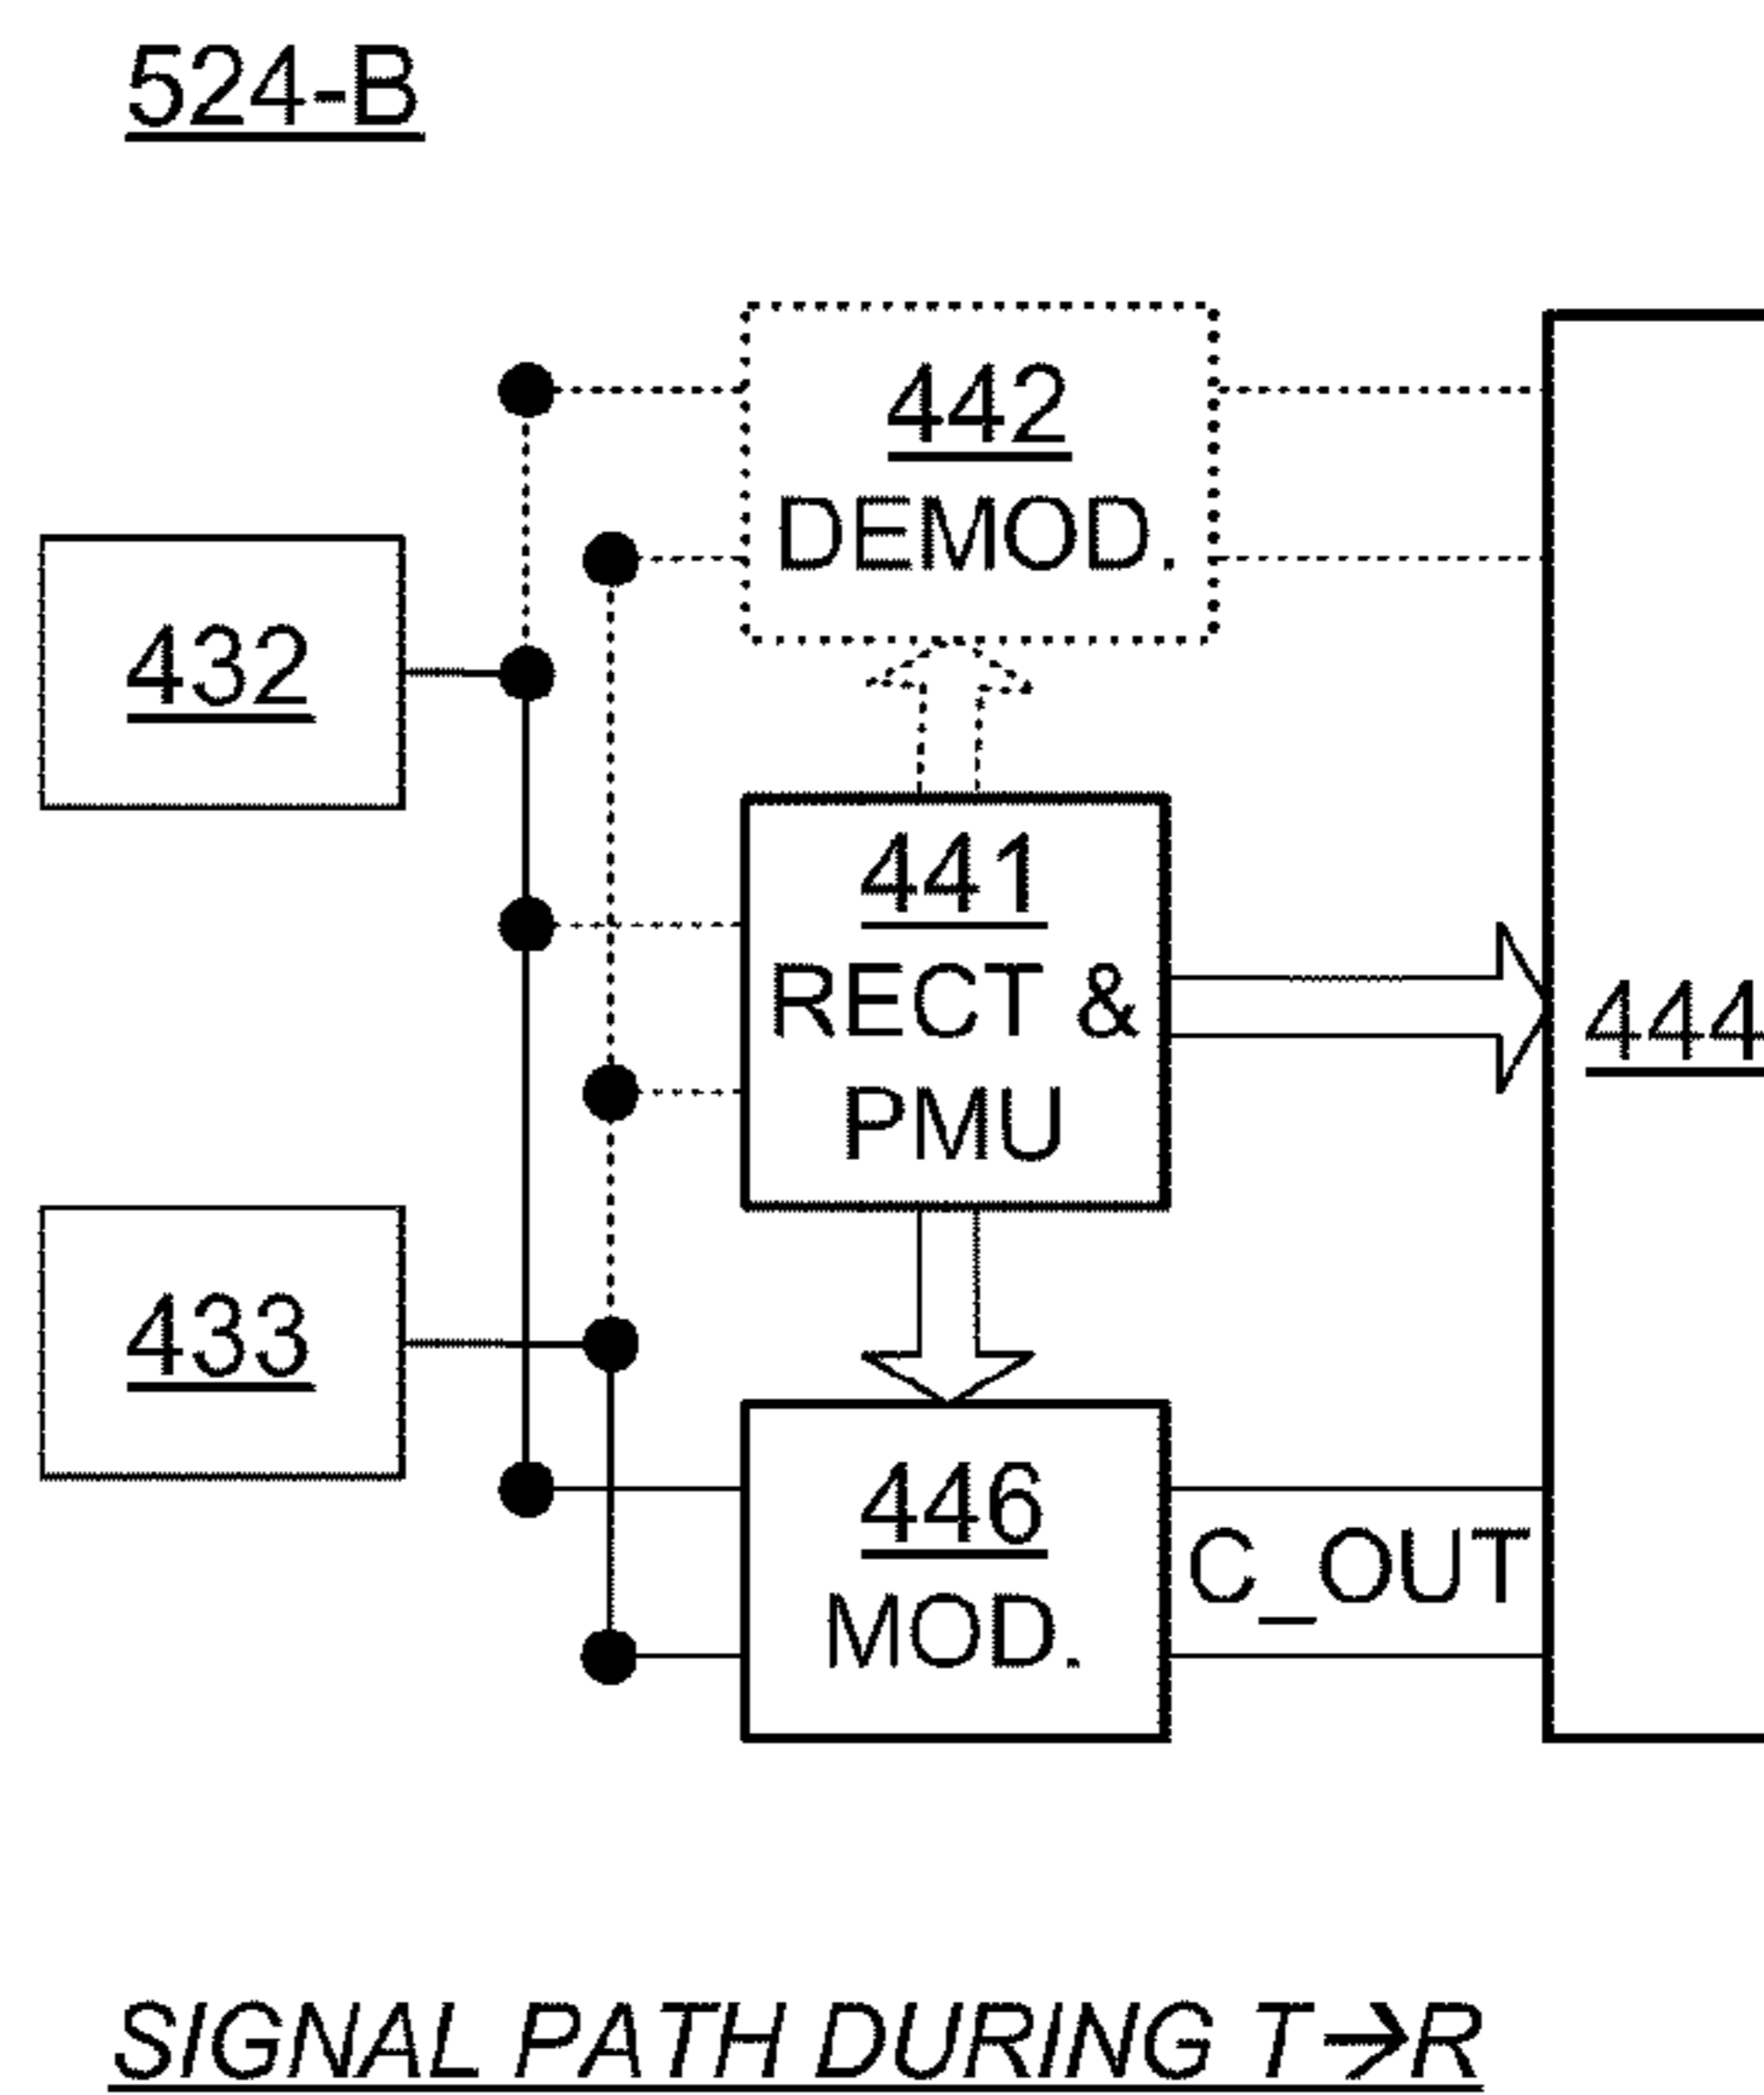 524-B
442
DEMOD.
432
441
RECT &
PMU
444
433
446
MOD.
C_OUT
SIGNAL PATH DURING T→R